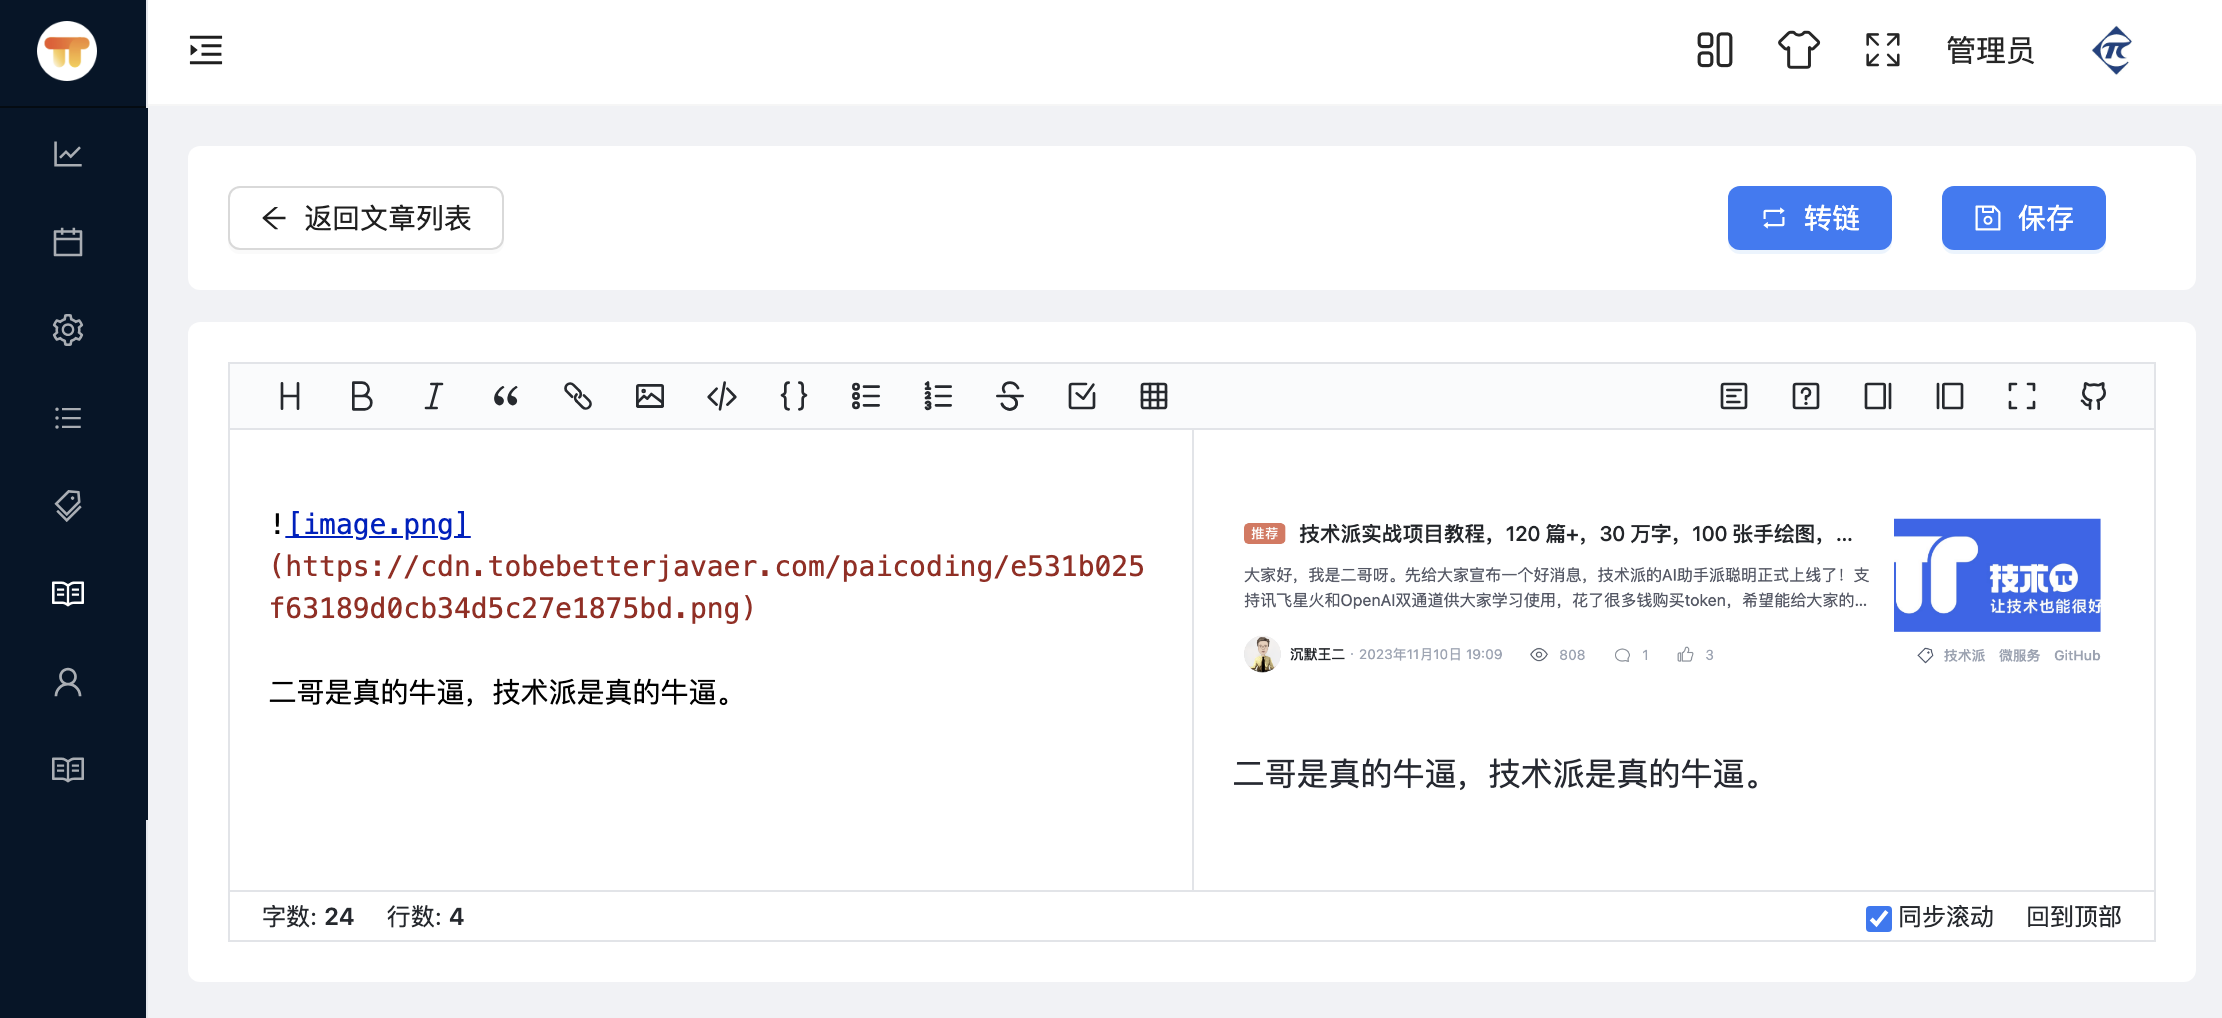 管理员
返回文章列表
转链
保存
![image.png]
(https://cdn.tobebetterjavaer.com/paicoding/e531b025
f63189d0cb34d5c27e1875bd.png)
二哥是真的牛逼，技术派是真的牛逼。
推荐 技术派实战项目教程，120 篇+，30 万字，100 张手绘图，...
大家好，我是二哥呀。先给大家宣布一个好消息，技术派的AI助手派聪明正式上线了！支
持讯飞星火和OpenAI双通道供大家学习使用，花了很多钱购买token，希望能给大家的...
技术
让技术也能很好
沉默王二 · 2023年11月10日 19:09 808 1 3
技术派 微服务 GitHub
二哥是真的牛逼，技术派是真的牛逼。
字数: 24 行数: 4
同步滚动 回到顶部